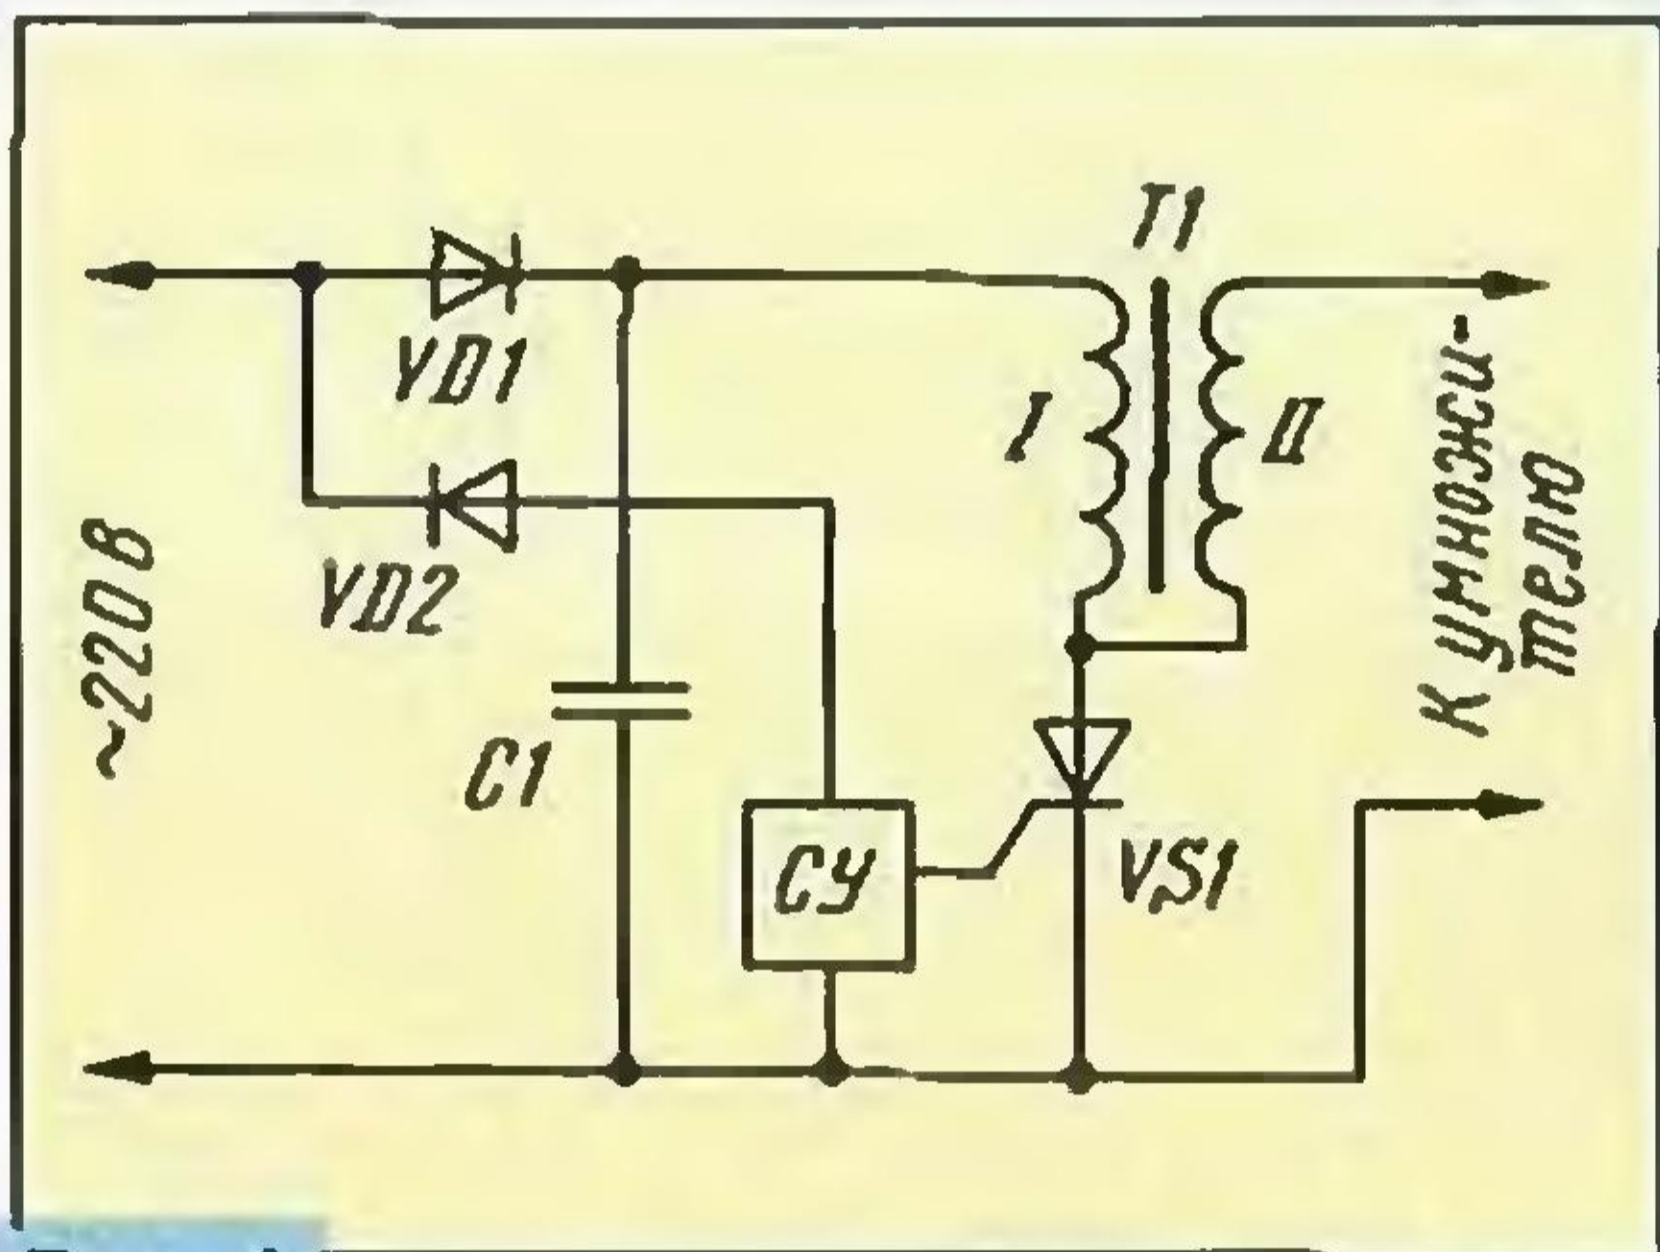 T1
VD1
I
II
VD2
~220 В
C1
СУ
VS1
К умножи-
телю